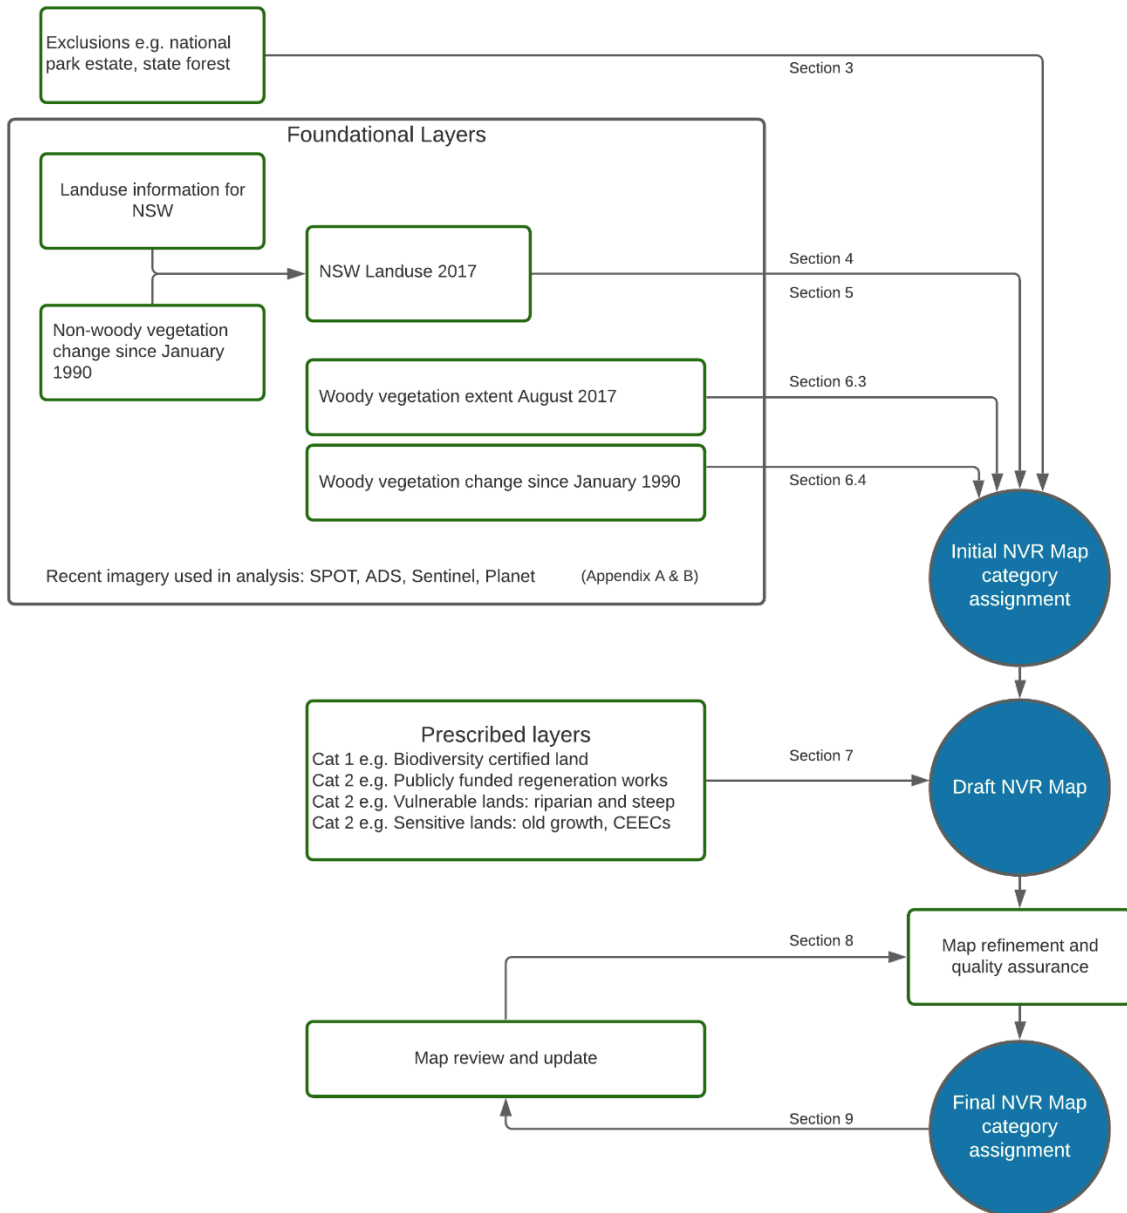 Exclusions e.g. national
park estate, state forest
Section 3
Foundational Layers
Landuse information for
NSW
NSW Landuse 2017
Section 4
Section 5
Non-woody vegetation
change since January
1990
Woody vegetation extent August 2017
Section 6.3
Woody vegetation change since January 1990
Section 6.4
Initial NVR Map
category
assignment
Recent imagery used in analysis: SPOT, ADS, Sentinel, Planet (Appendix A & B)
Prescribed layers
Cat 1 e.g. Biodiversity certified land
Cat 2 e.g. Publicly funded regeneration works
Cat 2 e.g. Vulnerable lands: riparian and steep
Cat 2 e.g. Sensitive lands: old growth, CEECs
Section 7
Draft NVR Map
Section 8
Map refinement and
quality assurance
Map review and update
Section 9
Final NVR Map
category
assignment